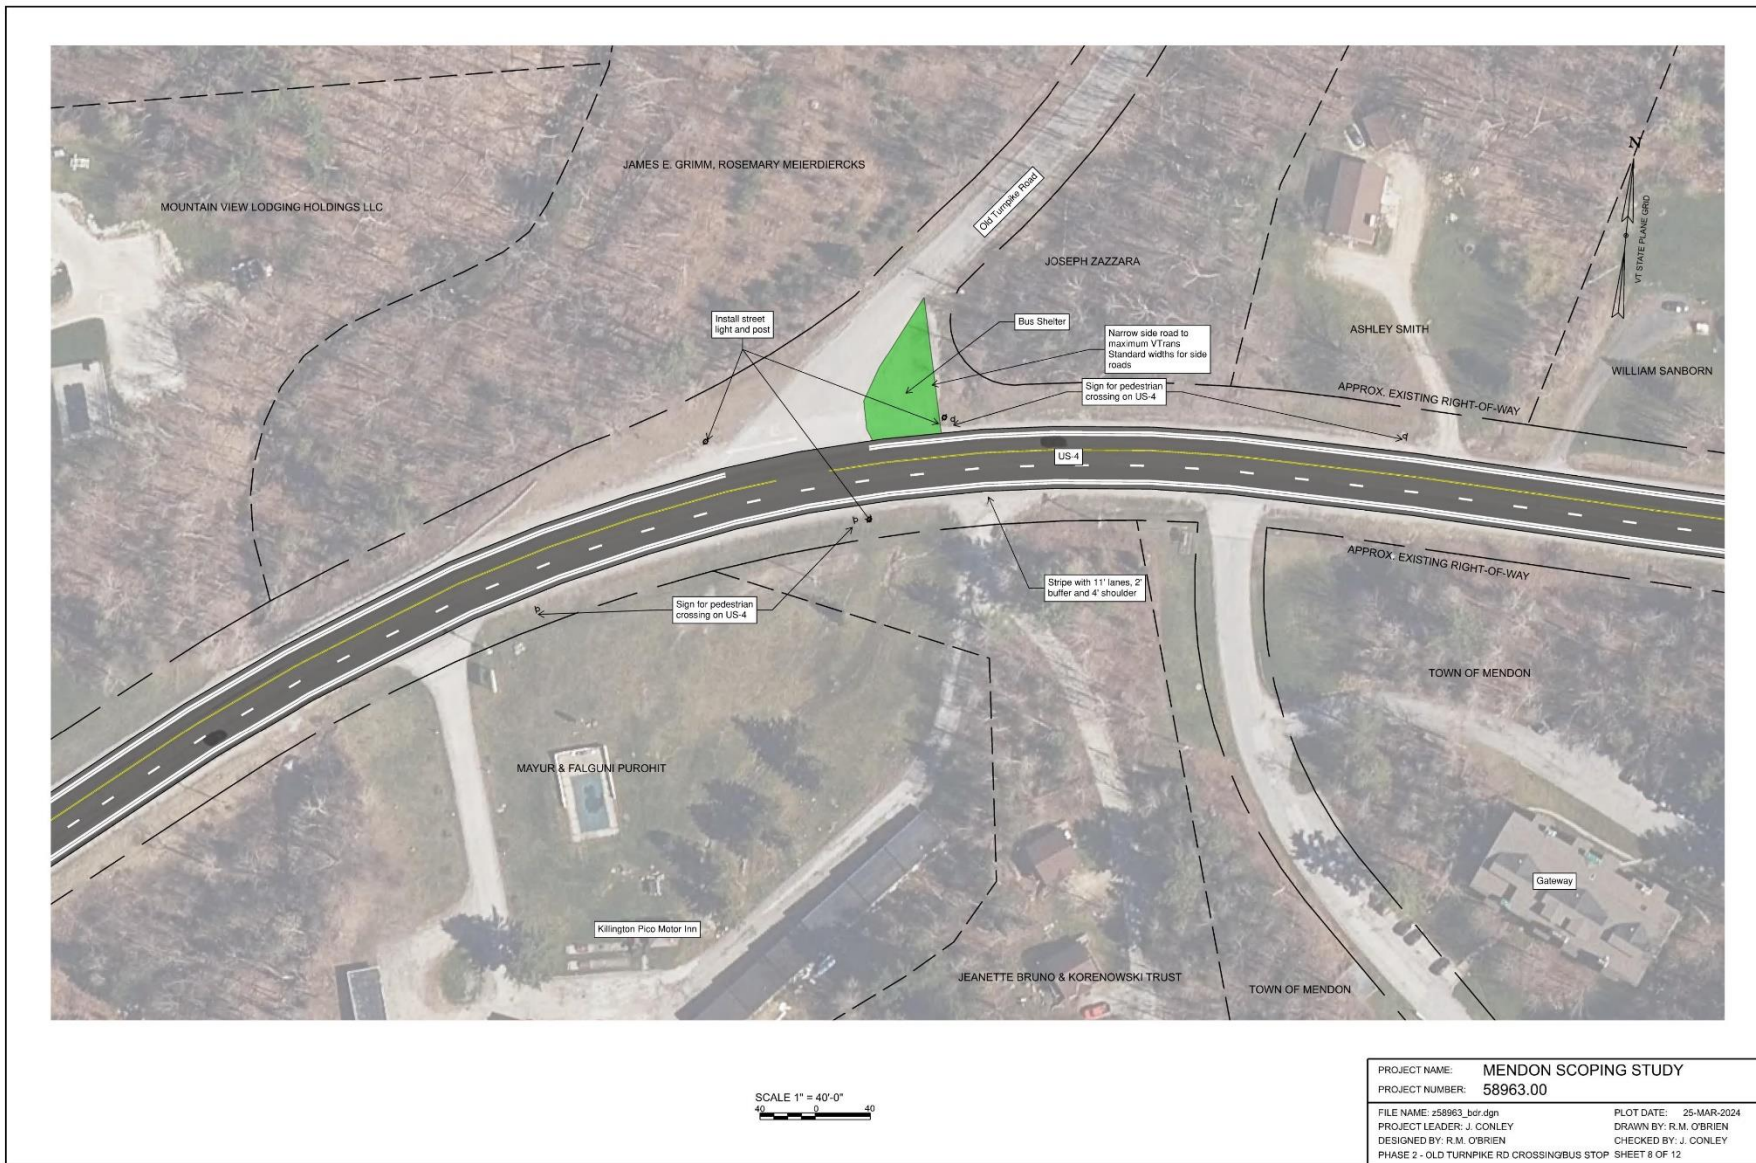 JAMES E. GRIMM, ROSEMARY MEIERDIERCKS
MOUNTAIN VIEW LODGING HOLDINGS LLC
Old Turnpike Road
N
VT STATE PLANE GRID
JOSEPH ZAZZARA
Install street
light and post
Bus Shelter
Narrow side road to
maximum VTrans
Standard widths for side
roads
ASHLEY SMITH
WILLIAM SANBORN
Sign for pedestrian
crossing on US-4
APPROX. EXISTING RIGHT-OF-WAY
US-4
APPROX. EXISTING RIGHT-OF-WAY
Stripe with 11' lanes, 2'
buffer and 4' shoulder
Sign for pedestrian
crossing on US-4
TOWN OF MENDON
MAYUR & FALGUNI PUROHIT
Gateway
Killington Pico Motor Inn
JEANETTE BRUNO & KORENOWSKI TRUST
TOWN OF MENDON
SCALE 1" = 40'-0"
40 0 40
PROJECT NAME: MENDON SCOPING STUDY
PROJECT NUMBER: 58963.00
FILE NAME: z58963_bdr.dgn PLOT DATE: 25-MAR-2024
PROJECT LEADER: J. CONLEY DRAWN BY: R.M. O'BRIEN
DESIGNED BY: R.M. O'BRIEN CHECKED BY: J. CONLEY
PHASE 2 - OLD TURNPIKE RD CROSSING/BUS STOP SHEET 8 OF 12